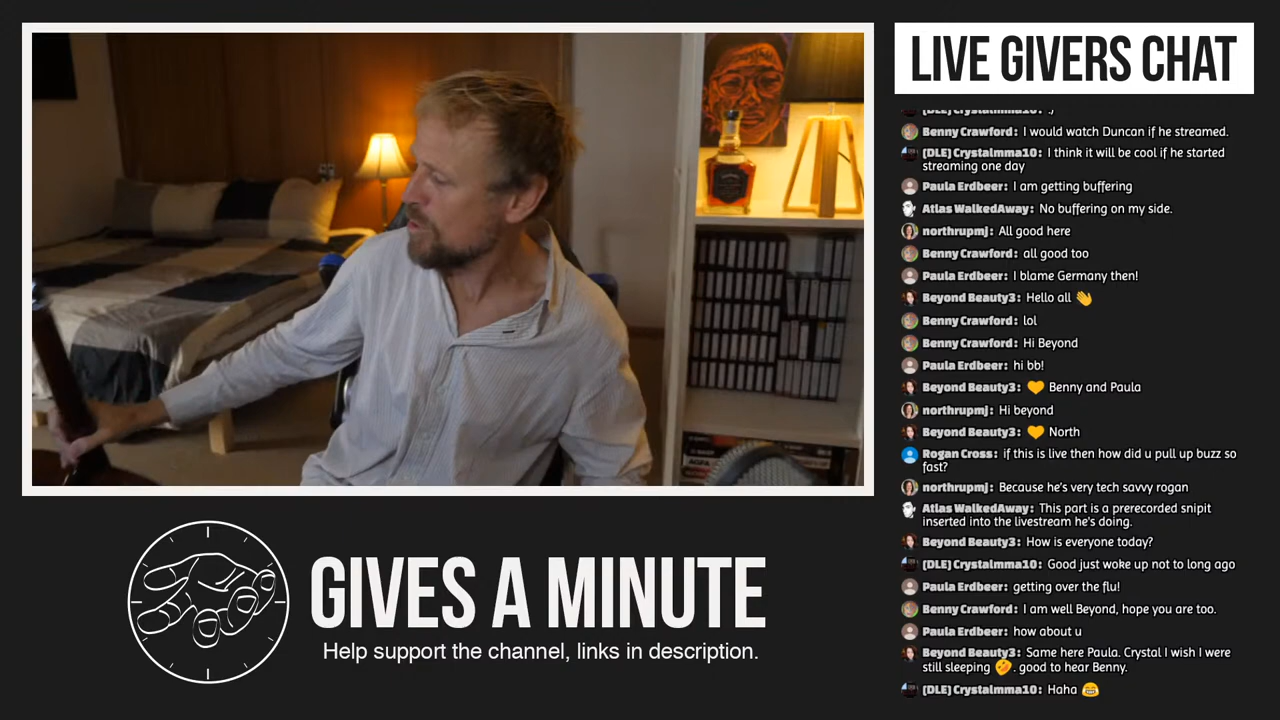 LIVE GIVERS CHAT
[DLE] Crystalmma10: :)
Benny Crawford: I would watch Duncan if he streamed.
[DLE] Crystalmma10: I think it will be cool if he started
streaming one day
Paula Erdbeer: I am getting buffering
Atlas WalkedAway: No buffering on my side.
northrupmj: All good here
Benny Crawford: all good too
Paula Erdbeer: I blame Germany then!
Beyond Beauty3: Hello all 👋
Benny Crawford: lol
Benny Crawford: Hi Beyond
Paula Erdbeer: hi bb!
Beyond Beauty3: 🧡 Benny and Paula
northrupmj: Hi beyond
Beyond Beauty3: 🧡 North
Rogan Cross: if this is live then how did u pull up buzz so
fast?
northrupmj: Because he's very tech savvy rogan
Atlas WalkedAway: This part is a prerecorded snipit
inserted into the livestream he's doing.
Beyond Beauty3: How is everyone today?
[DLE] Crystalmma10: Good just woke up not to long ago
Paula Erdbeer: getting over the flu!
Benny Crawford: I am well Beyond, hope you are too.
Paula Erdbeer: how about u
Beyond Beauty3: Same here Paula. Crystal I wish I were
still sleeping 🤣. good to hear Benny.
[DLE] Crystalmma10: Haha 😂
AGFA
GIVES A MINUTE
Help support the channel, links in description.